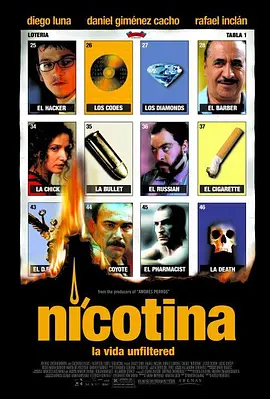 diego luna daniel giménez cacho rafael inclán
LOTERIA TABLA 1
25 26 27 28
EL HACKER LOS CODES LOS DIAMONDS EL BARBER
34 35 36 37
LA CHICK LA BULLET EL RUSSIAN EL CIGARETTE
43 44 45 46
EL D.F. COYOTE EL PHARMACIST LA DEATH
from the producers of "AMORES PERROS"
nicotina
la vida unfiltered
ARENAS